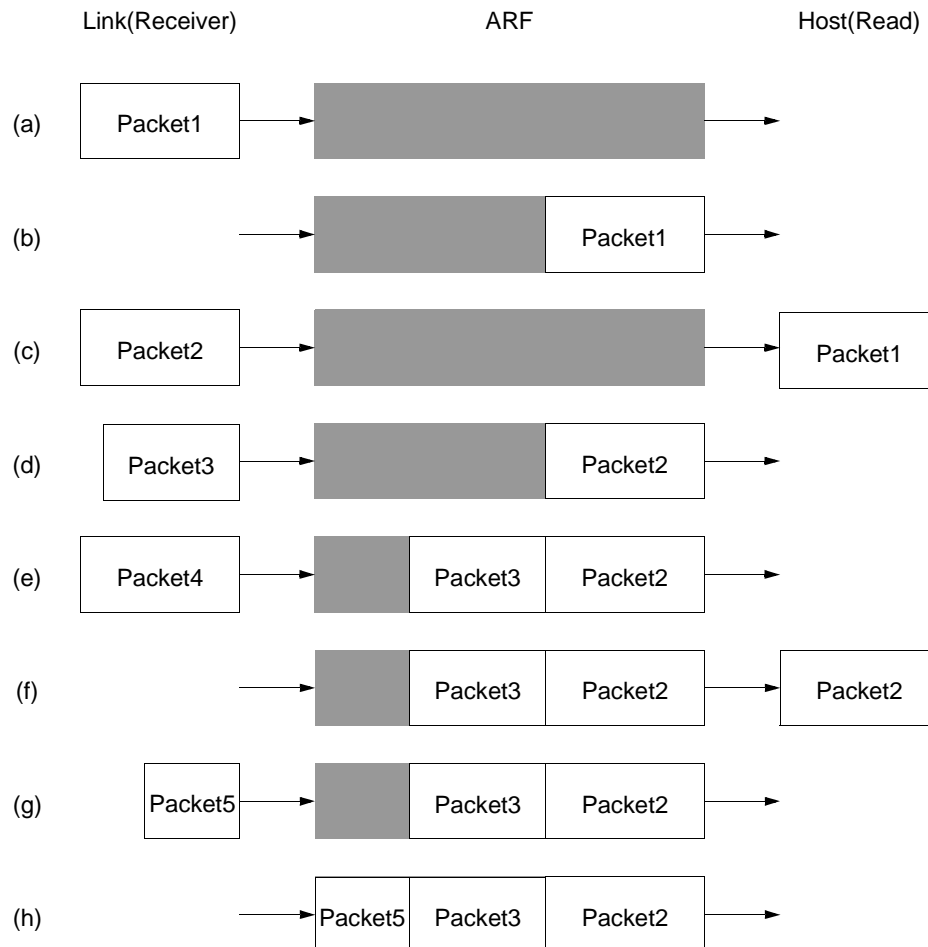 Link(Receiver) ARF Host(Read)
(a) Packet1
(b) Packet1
(c) Packet2 Packet1
(d) Packet3 Packet2
(e) Packet4 Packet3 Packet2
(f) Packet3 Packet2 Packet2
(g) Packet5 Packet3 Packet2
(h) Packet5 Packet3 Packet2